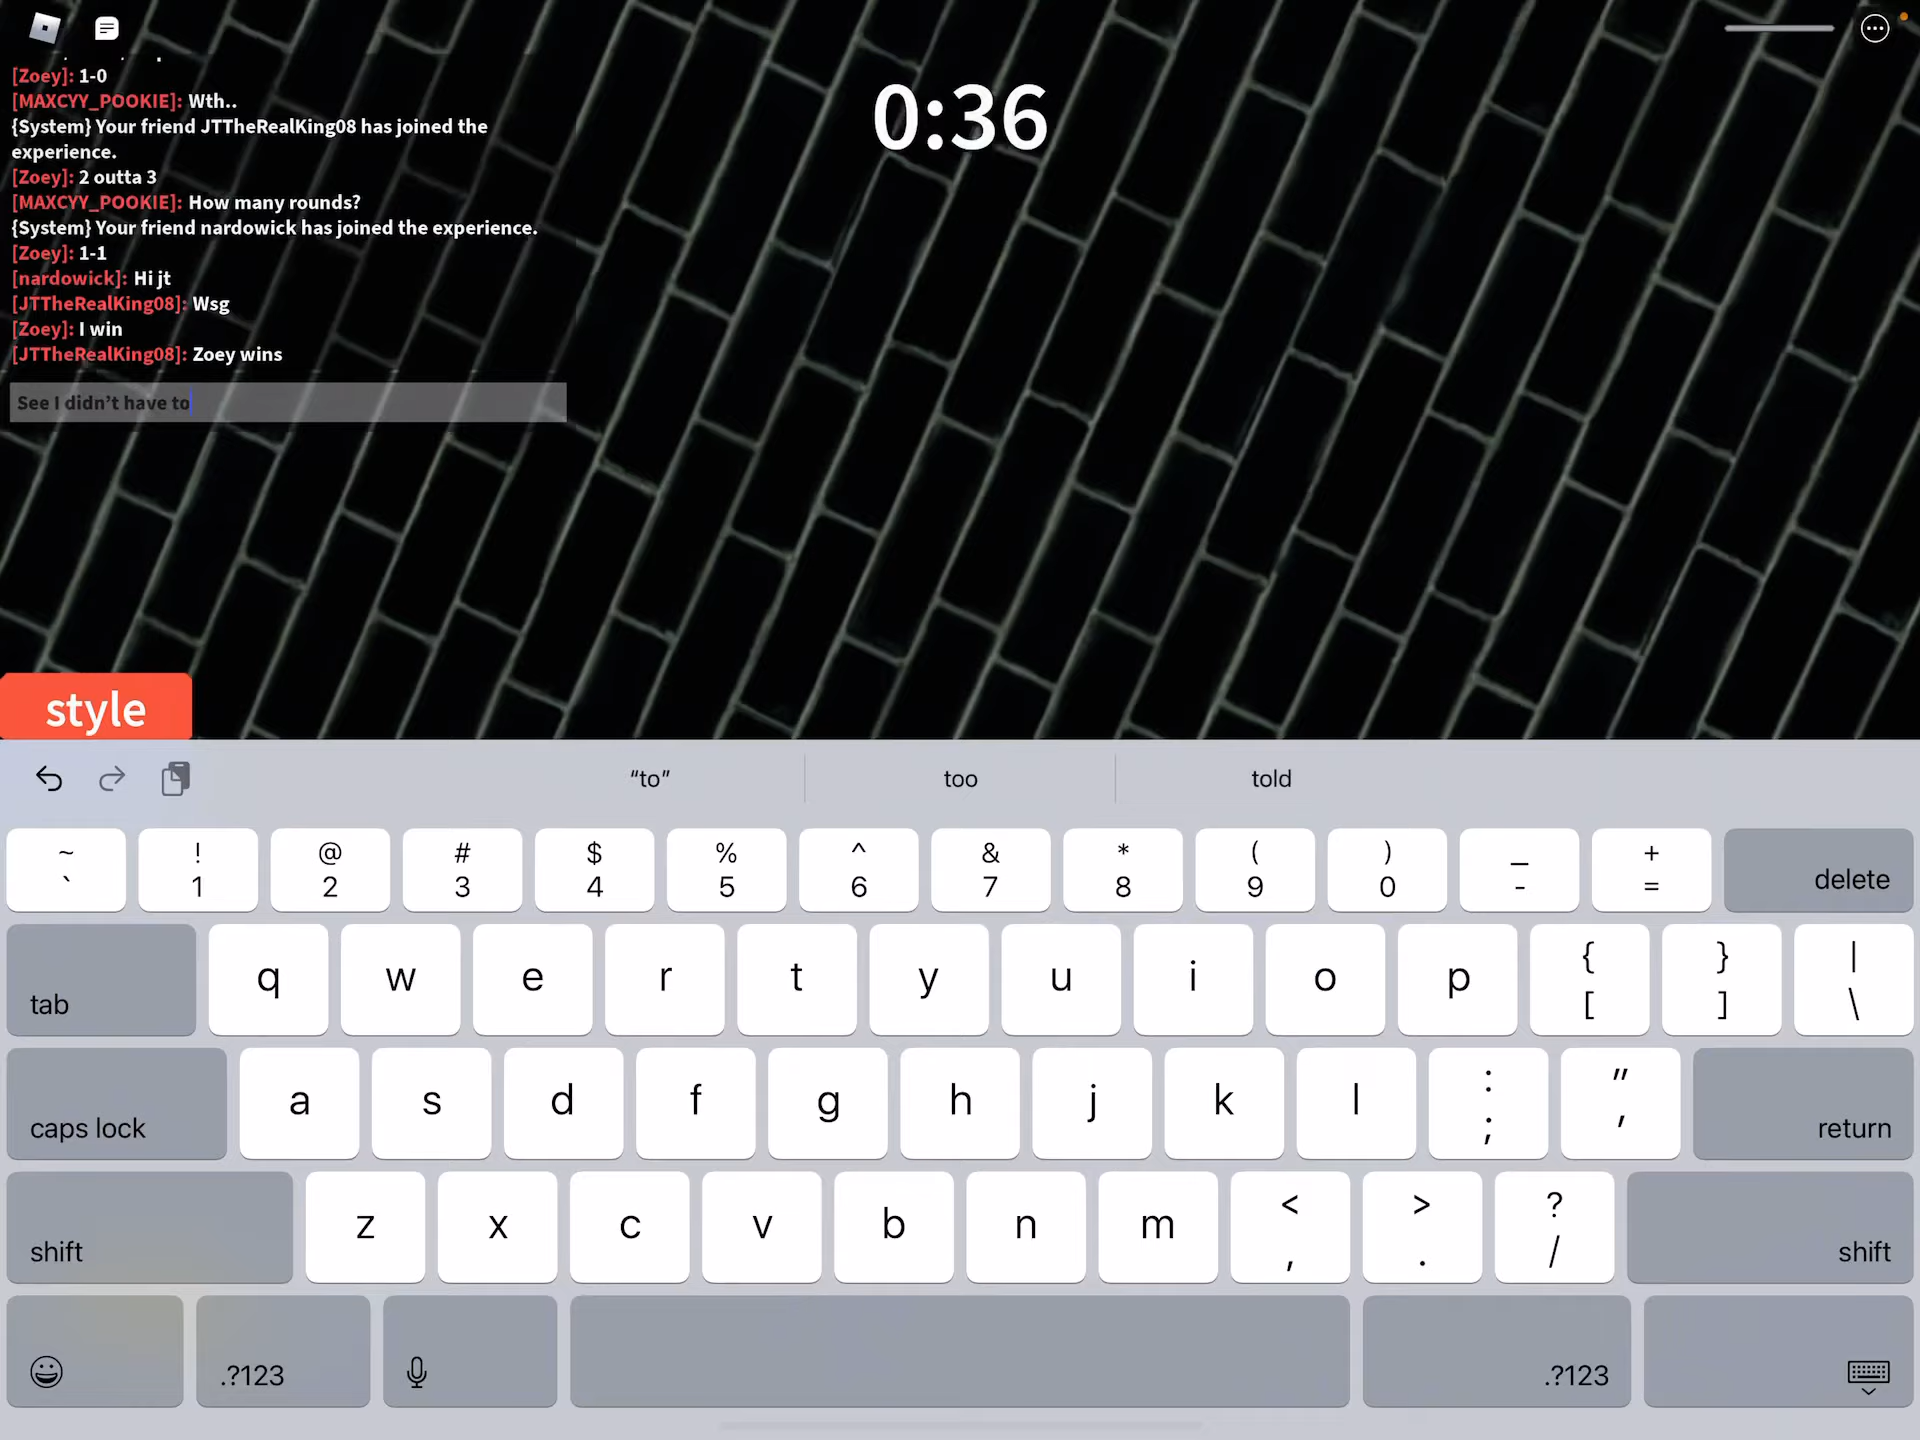 [Zoey]: 1-0
[MAXCYY_POOKIE]: Wth..
{System} Your friend JTTheRealKing08 has joined the
experience.
[Zoey]: 2 outta 3
[MAXCYY_POOKIE]: How many rounds?
{System} Your friend nardowick has joined the experience.
[Zoey]: 1-1
[nardowick]: Hi jt
[JTTheRealKing08]: Wsg
[Zoey]: I win
[JTTheRealKing08]: Zoey wins
See I didn’t have to
0:36
style
“to” too told
~ ! @ # $ % ^ & * ( ) _ +
` 1 2 3 4 5 6 7 8 9 0 - = delete
tab q w e r t y u i o p { [ } ] | \
caps lock a s d f g h j k l : ; " ' return
shift z x c v b n m < , > . ? / shift
.?123 .?123